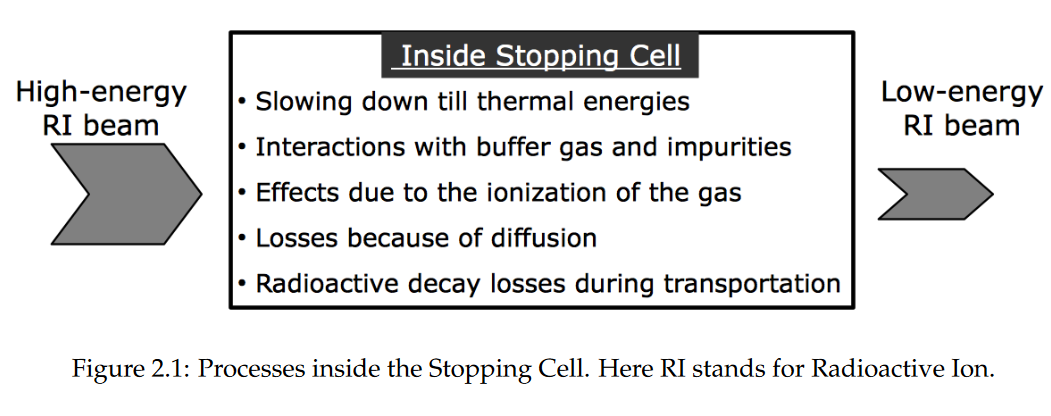 High-energy
RI beam
Inside Stopping Cell
• Slowing down till thermal energies
• Interactions with buffer gas and impurities
• Effects due to the ionization of the gas
• Losses because of diffusion
• Radioactive decay losses during transportation
Low-energy
RI beam
Figure 2.1: Processes inside the Stopping Cell. Here RI stands for Radioactive Ion.